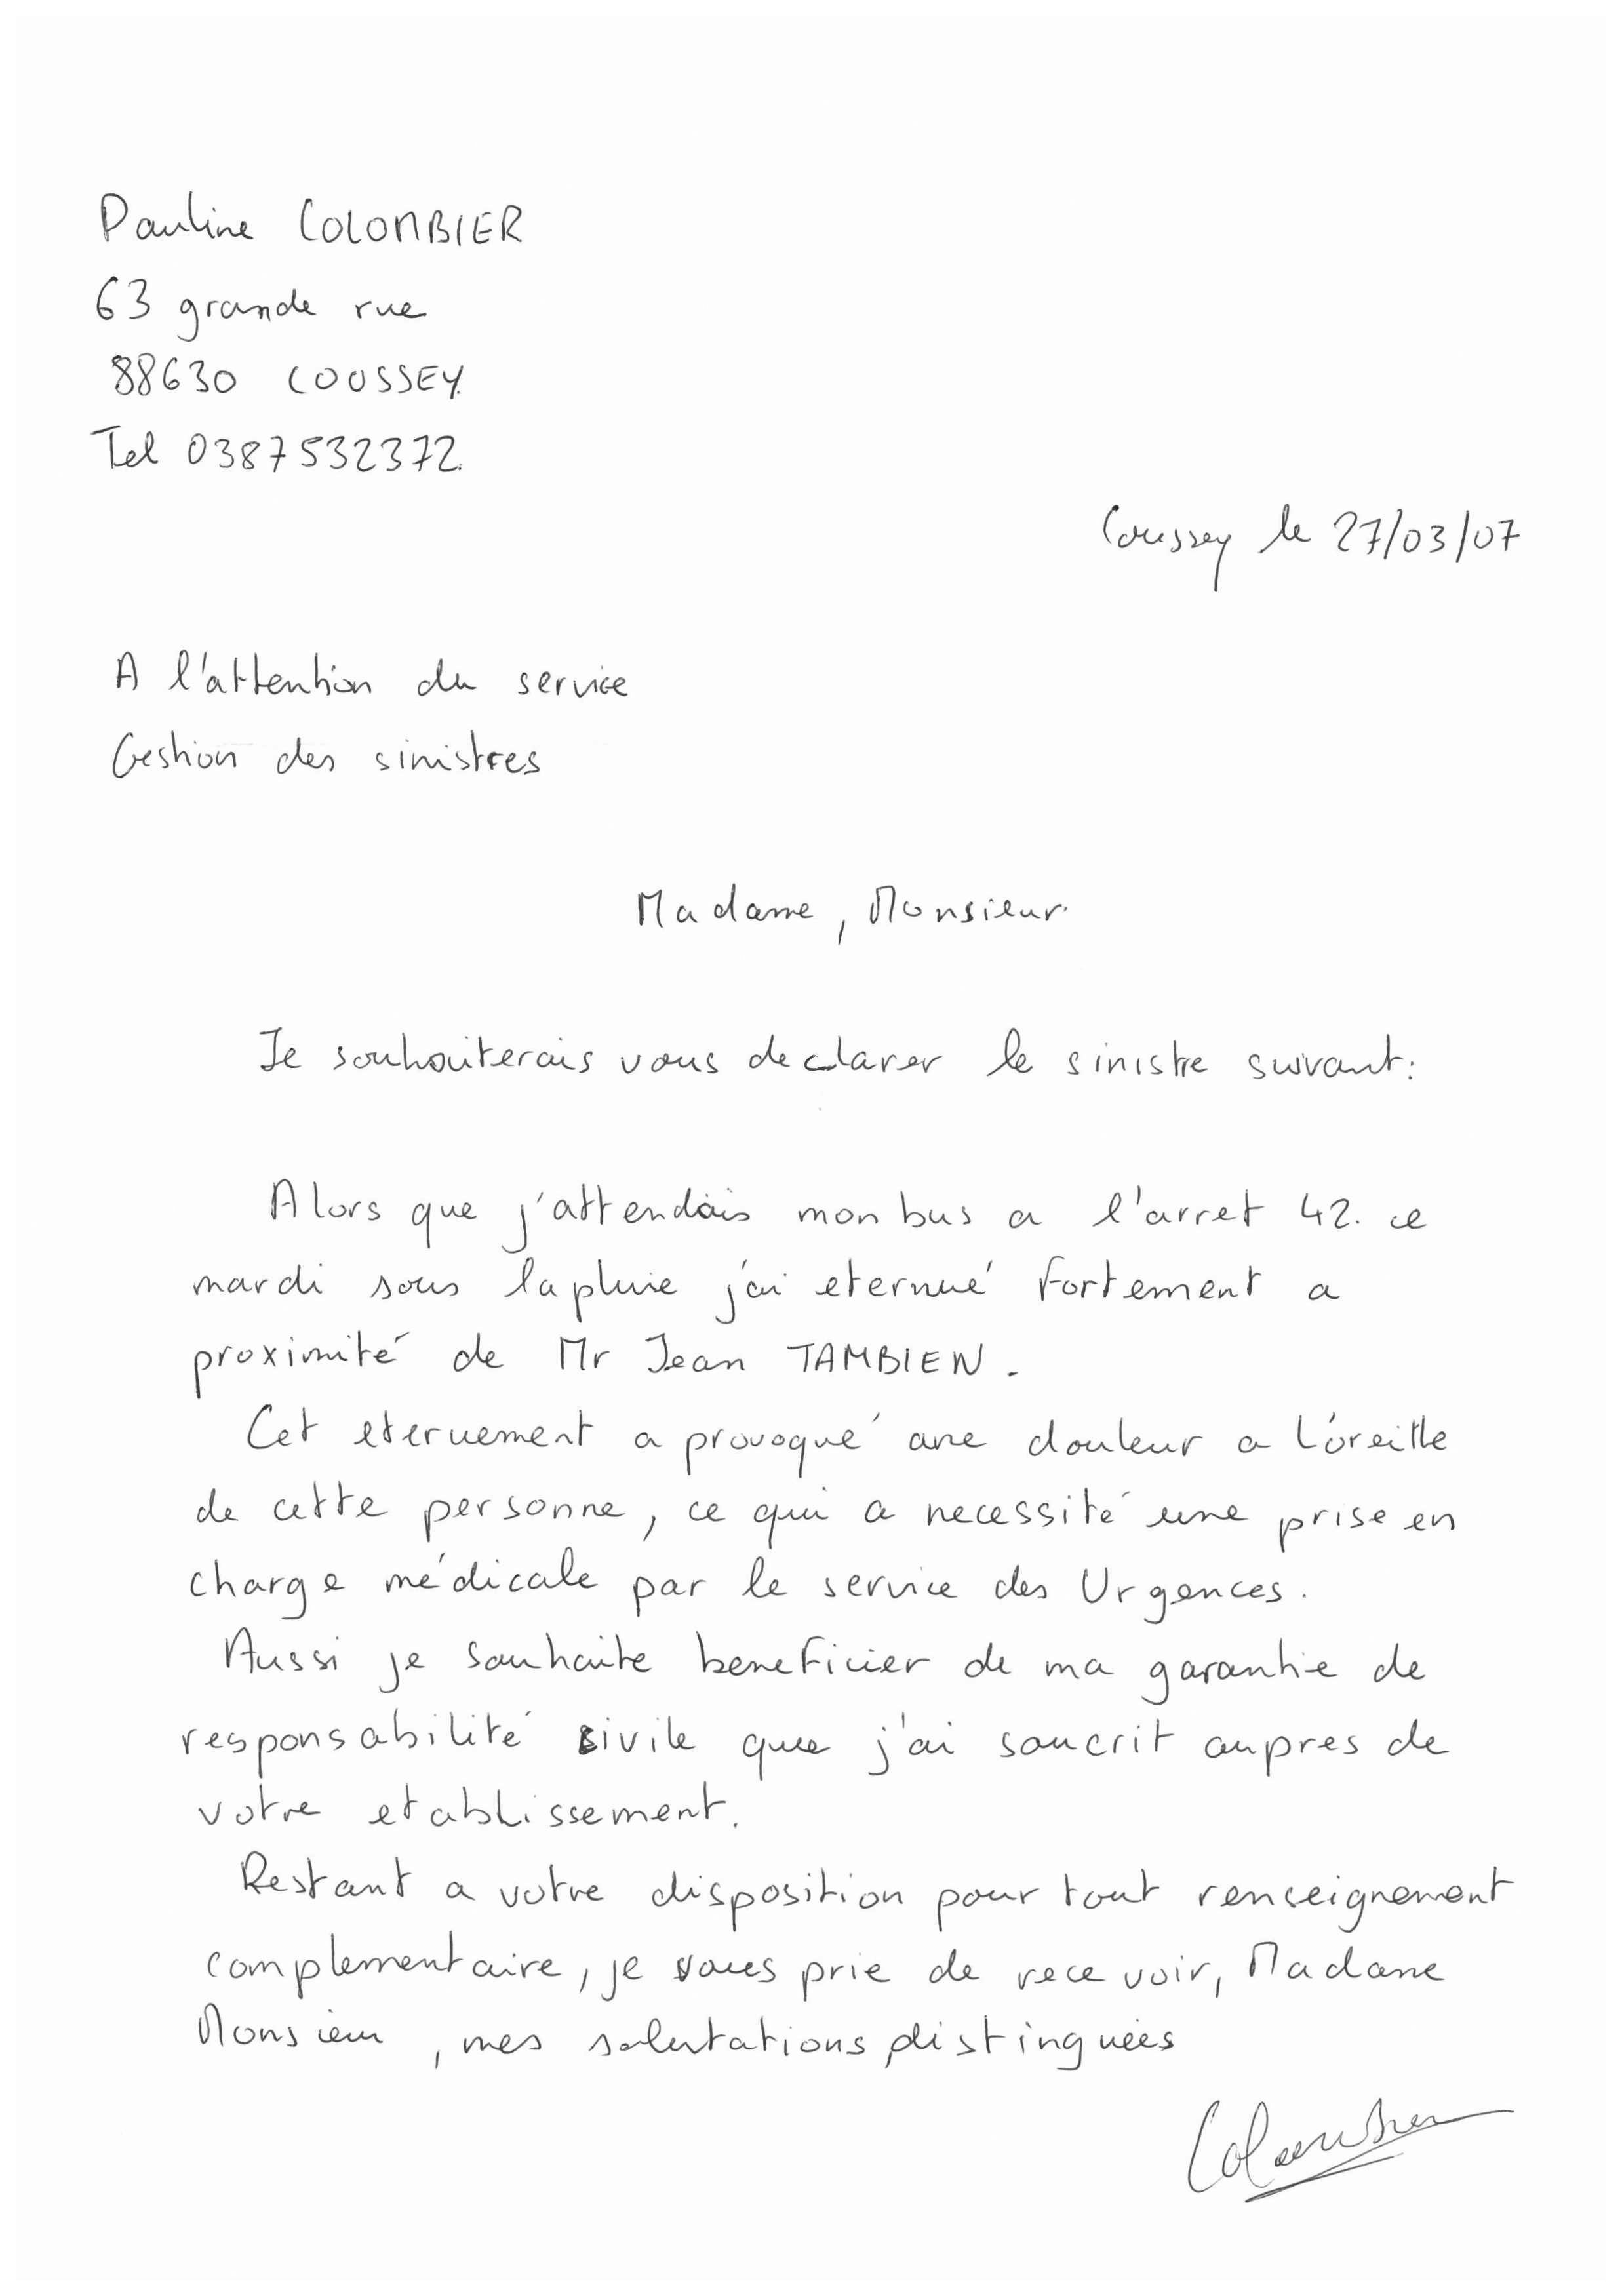 Pauline COLOMBIER
63 grande rue
88630 COUSSEY
Tel 0387532372
Coussey le 27/03/07
A l'attention du service
Gestion des sinistres
Madame, Monsieur
Je souhaiterais vous declarer le sinistre suivant:
Alors que j'attendais mon bus a l'arret 42. ce
mardi sous la pluie j'ai eternué fortement a
proximité de Mr Jean TAMBIEN.
Cet eternuement a provoqué une douleur a l'oreille
de cette personne, ce qui a necessité une prise en
charge médicale par le service des Urgences.
Aussi je souhaite beneficier de ma garantie de
responsabilité civile que j'ai soucrit aupres de
votre etablissement.
Restant a votre disposition pour tout renseignement
complementaire, je vous prie de recevoir, Madame
Monsieur, mes salutations distinguées
Colombier